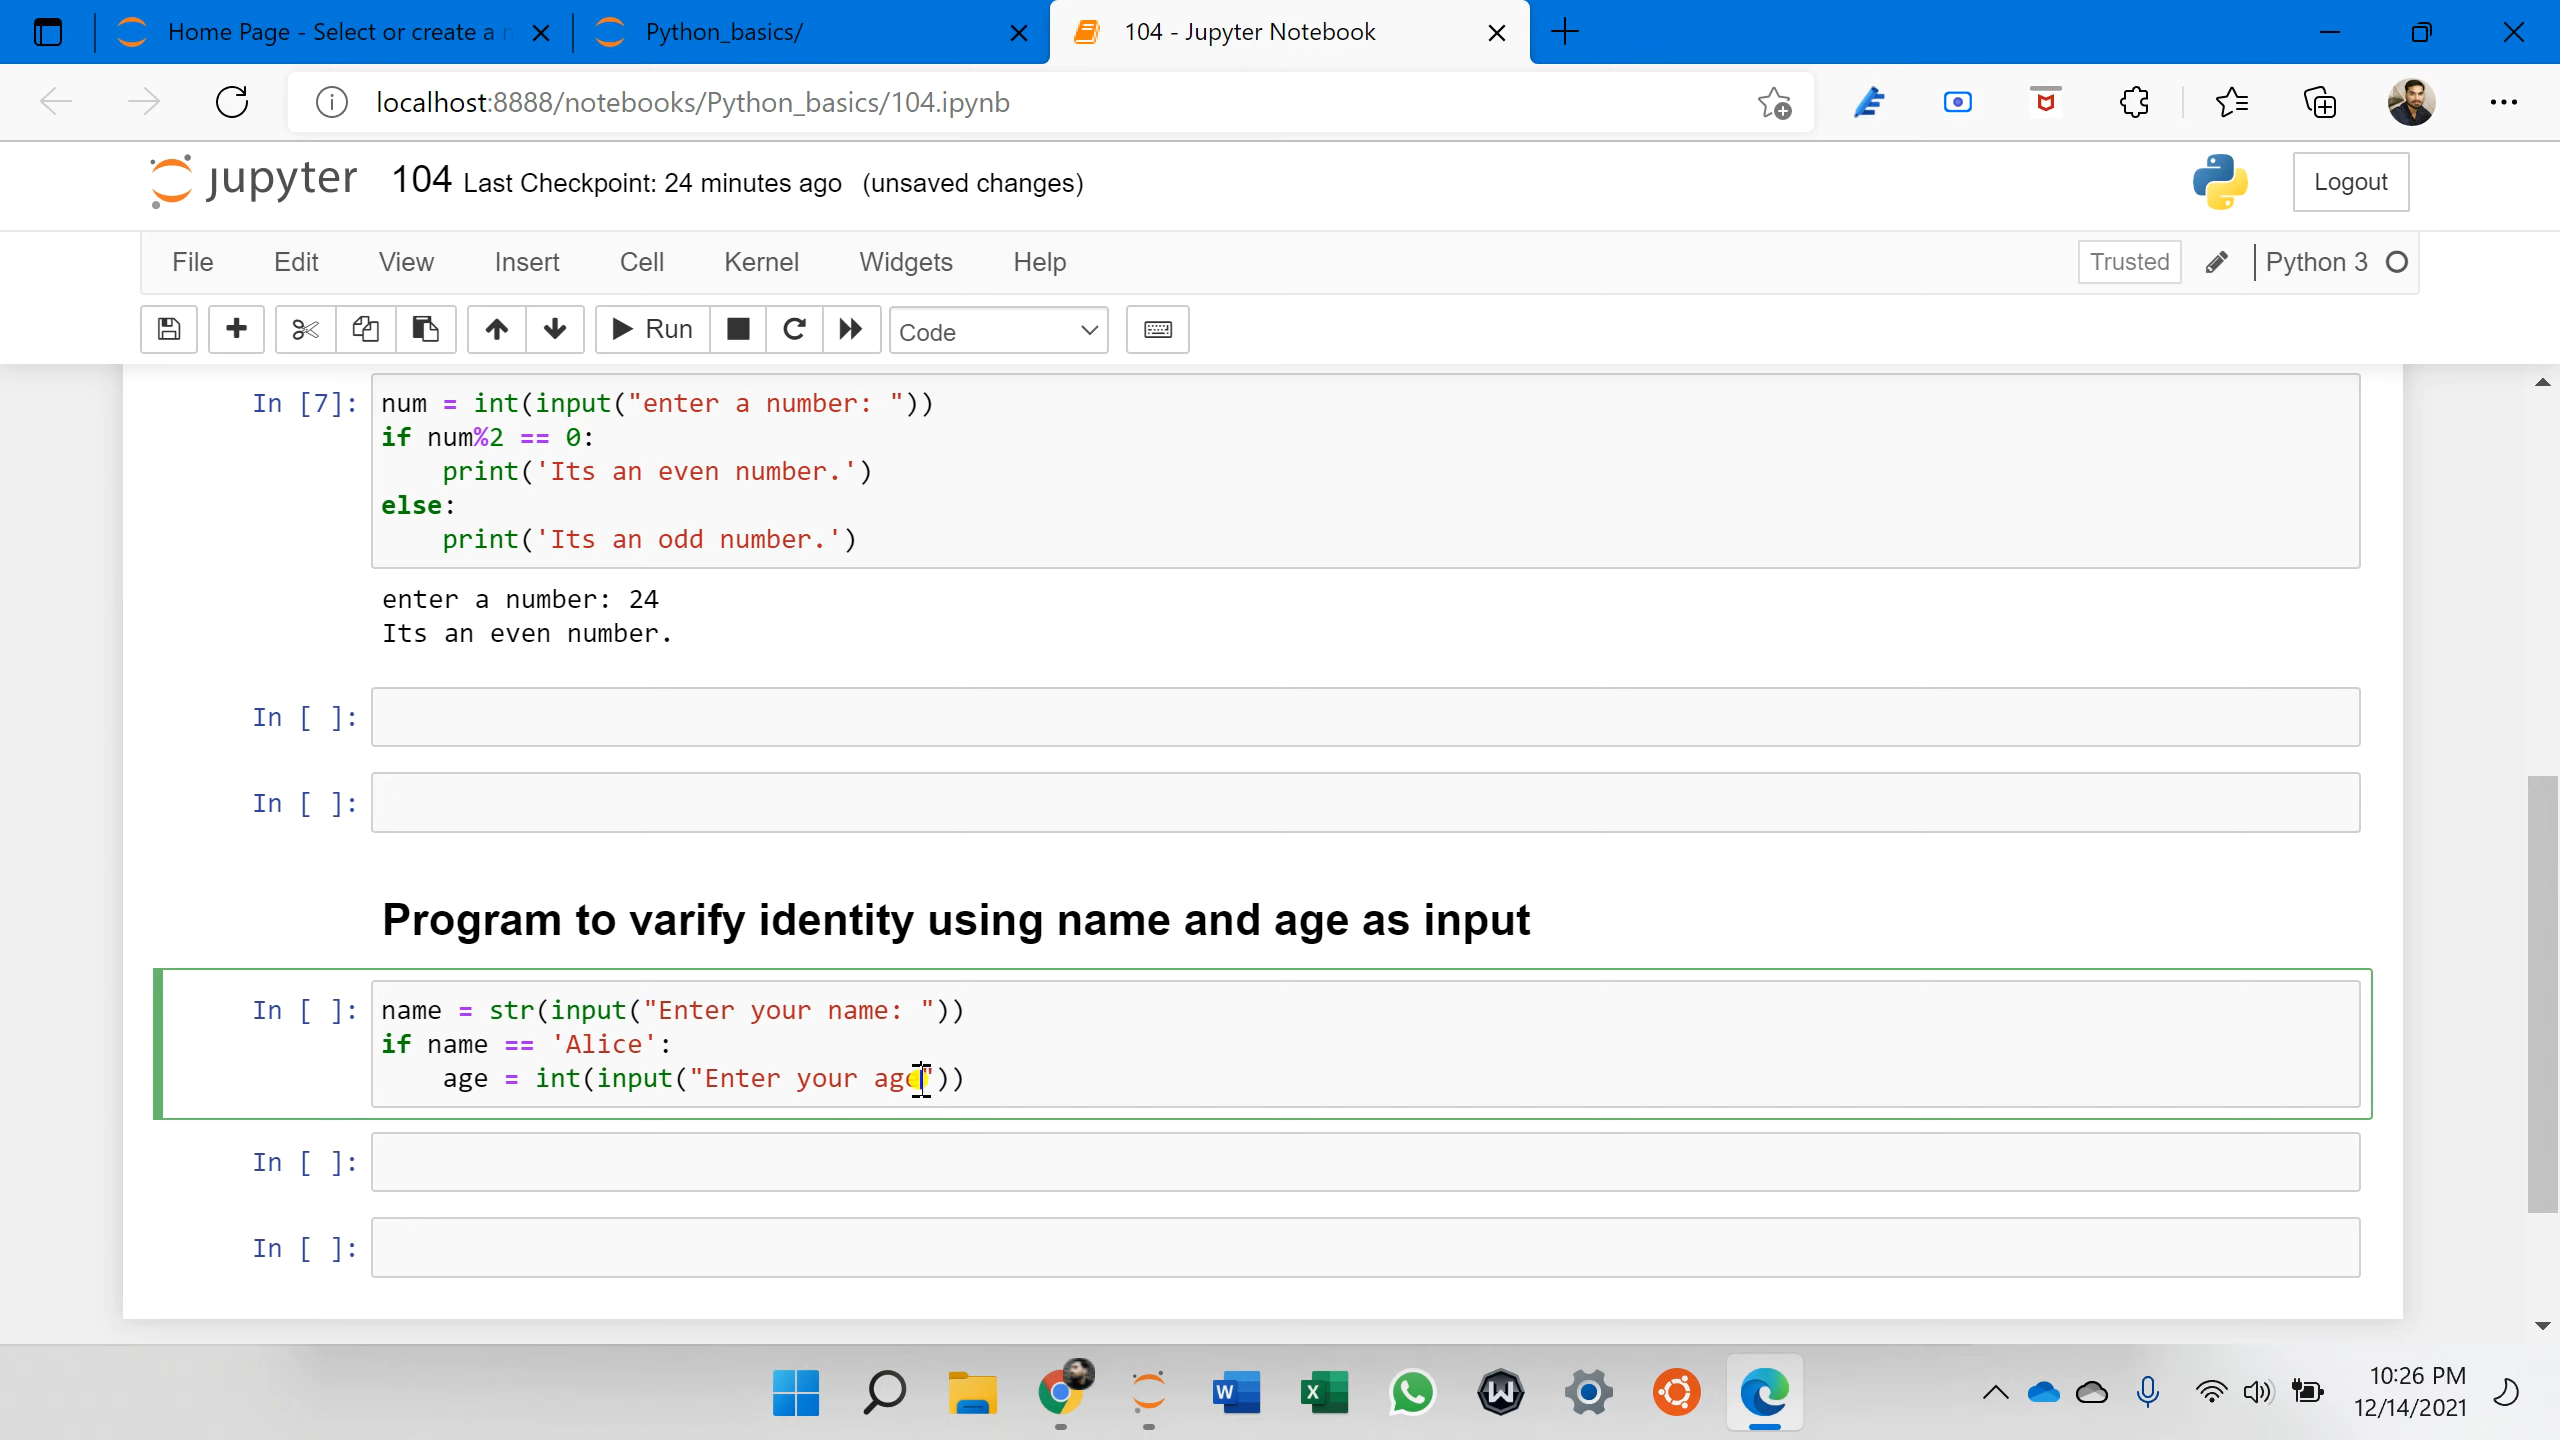 Home Page - Select or create a n
Python_basics/
104 - Jupyter Notebook
localhost:8888/notebooks/Python_basics/104.ipynb
jupyter 104 Last Checkpoint: 24 minutes ago (unsaved changes)
Logout
File Edit View Insert Cell Kernel Widgets Help
Trusted
Python 3
Run
Code
In [7]: num = int(input("enter a number: "))
if num%2 == 0:
    print('Its an even number.')
else:
    print('Its an odd number.')
enter a number: 24
Its an even number.
In [ ]:
In [ ]:
Program to varify identity using name and age as input
In [ ]: name = str(input("Enter your name: "))
if name == 'Alice':
    age = int(input("Enter your age"))
In [ ]:
In [ ]:
10:26 PM
12/14/2021